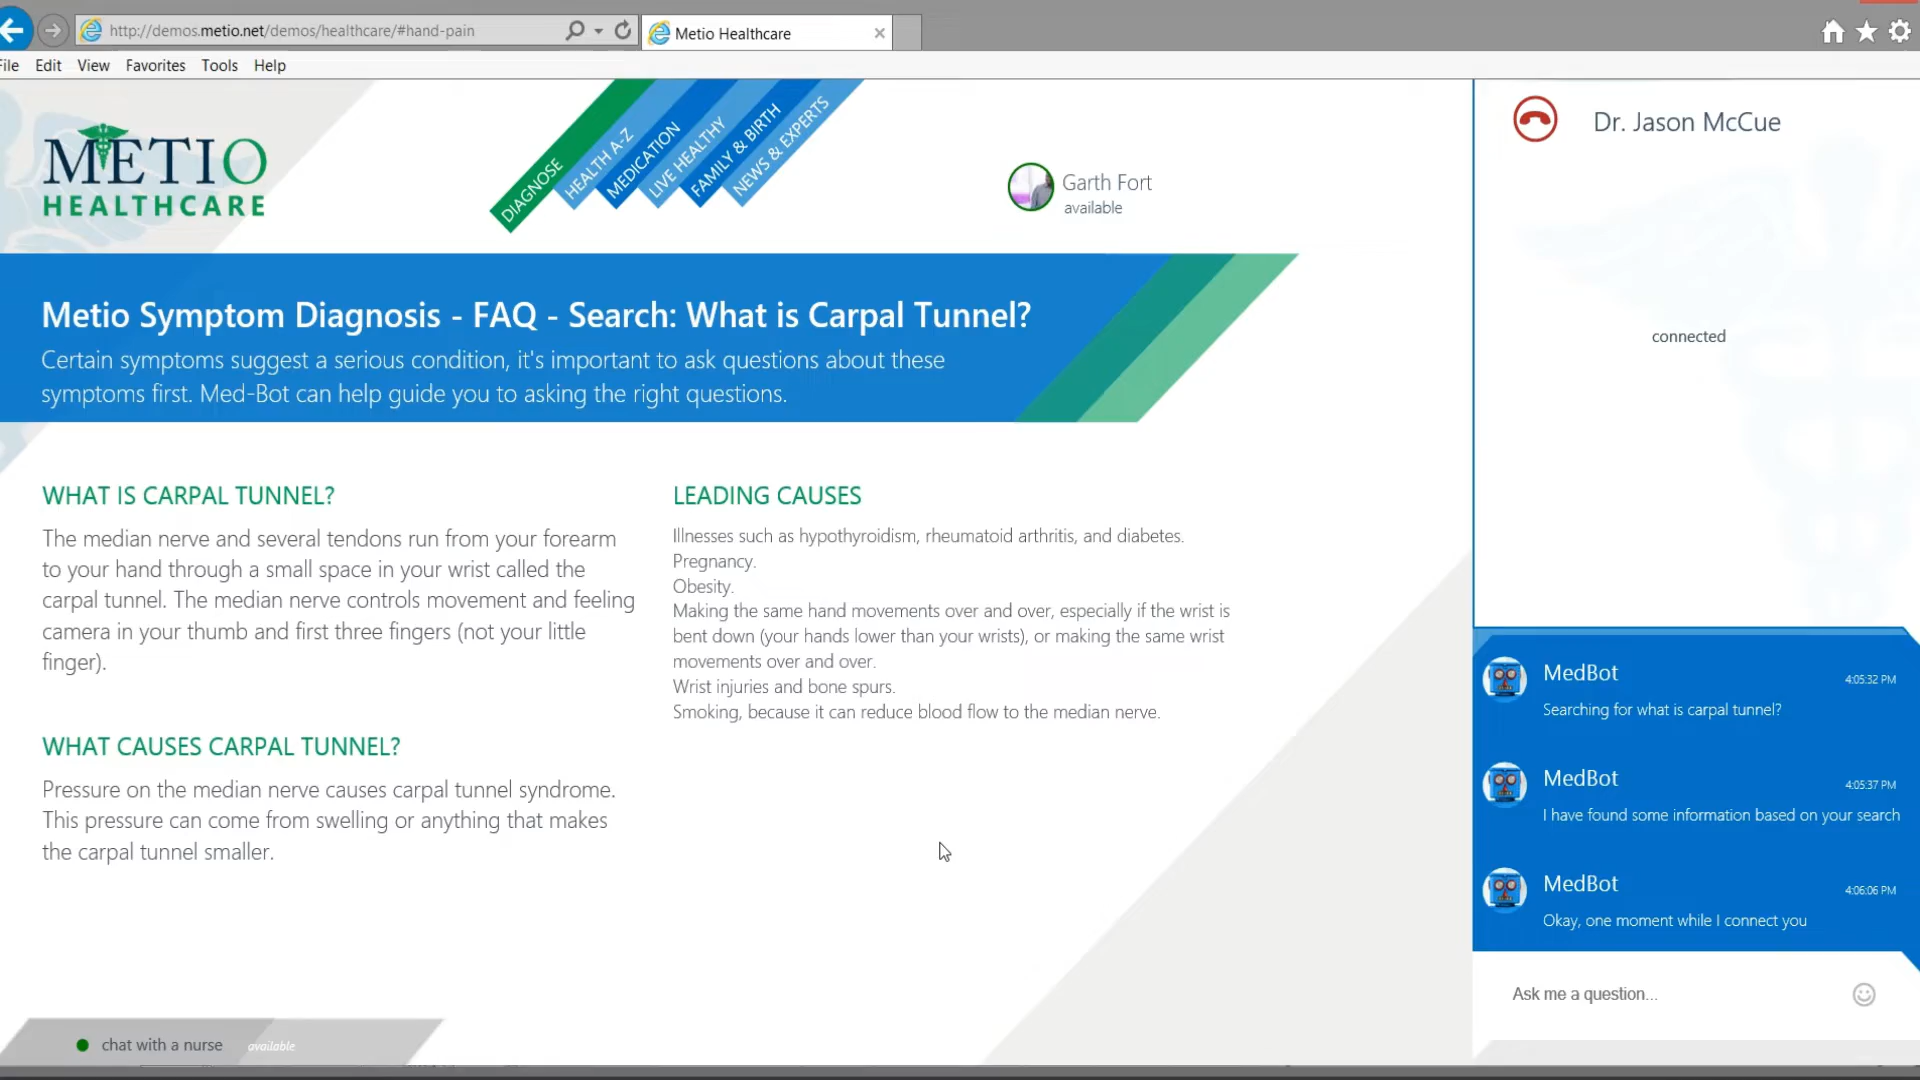 http://demos.metio.net/demos/healthcare/#hand-pain
Metio Healthcare
File Edit View Favorites Tools Help
METIO
HEALTHCARE
DIAGNOSE
HEALTH A-Z
MEDICATION
LIVE HEALTHY
FAMILY & BIRTH
NEWS & EXPERTS
Garth Fort
available
Dr. Jason McCue
connected
Metio Symptom Diagnosis - FAQ - Search: What is Carpal Tunnel?
Certain symptoms suggest a serious condition, it's important to ask questions about these
symptoms first. Med-Bot can help guide you to asking the right questions.
WHAT IS CARPAL TUNNEL?
The median nerve and several tendons run from your forearm
to your hand through a small space in your wrist called the
carpal tunnel. The median nerve controls movement and feeling
camera in your thumb and first three fingers (not your little
finger).
WHAT CAUSES CARPAL TUNNEL?
Pressure on the median nerve causes carpal tunnel syndrome.
This pressure can come from swelling or anything that makes
the carpal tunnel smaller.
LEADING CAUSES
Illnesses such as hypothyroidism, rheumatoid arthritis, and diabetes.
Pregnancy.
Obesity.
Making the same hand movements over and over, especially if the wrist is
bent down (your hands lower than your wrists), or making the same wrist
movements over and over.
Wrist injuries and bone spurs.
Smoking, because it can reduce blood flow to the median nerve.
MedBot 4:05:32 PM
Searching for what is carpal tunnel?
MedBot 4:05:37 PM
I have found some information based on your search
MedBot 4:06:06 PM
Okay, one moment while I connect you
Ask me a question...
chat with a nurse available